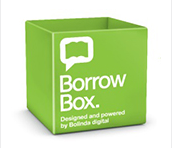 Borrow
Box.
Designed and powered
by Bolinda digital